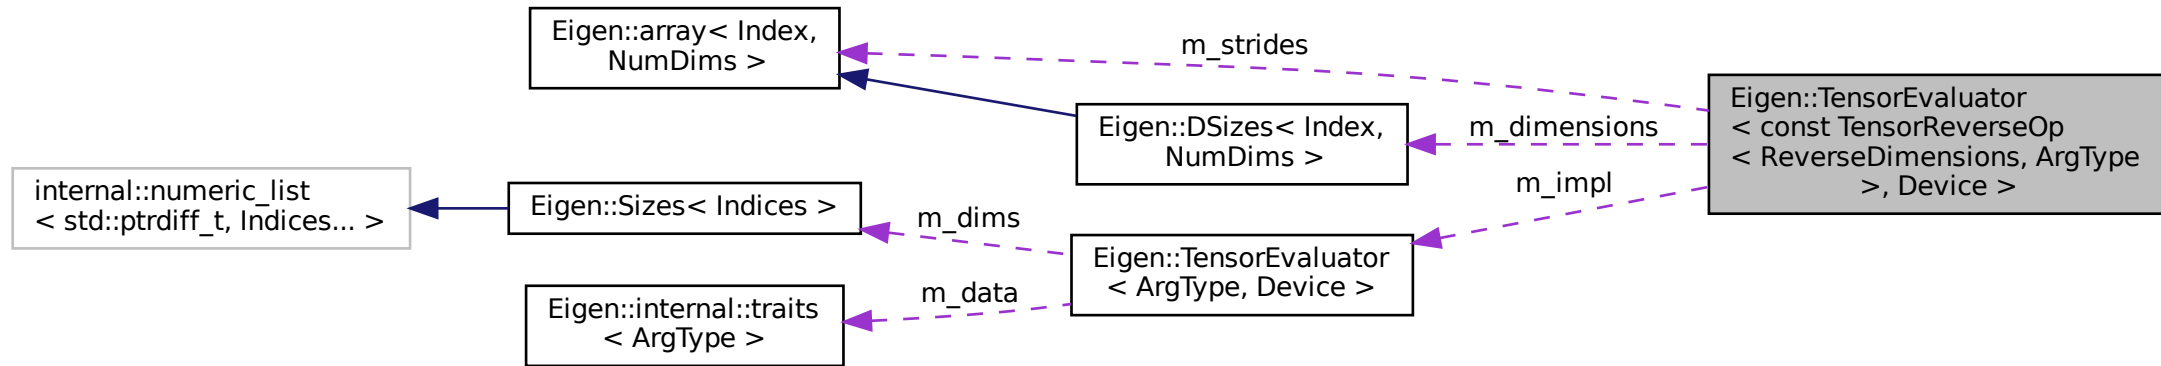 Eigen::array< Index,
NumDims >
m_strides
Eigen::DSizes< Index,
NumDims >
m_dimensions
Eigen::TensorEvaluator
< const TensorReverseOp
< ReverseDimensions, ArgType
>, Device >
internal::numeric_list
< std::ptrdiff_t, Indices... >
Eigen::Sizes< Indices >
m_dims
m_impl
Eigen::TensorEvaluator
< ArgType, Device >
Eigen::internal::traits
< ArgType >
m_data